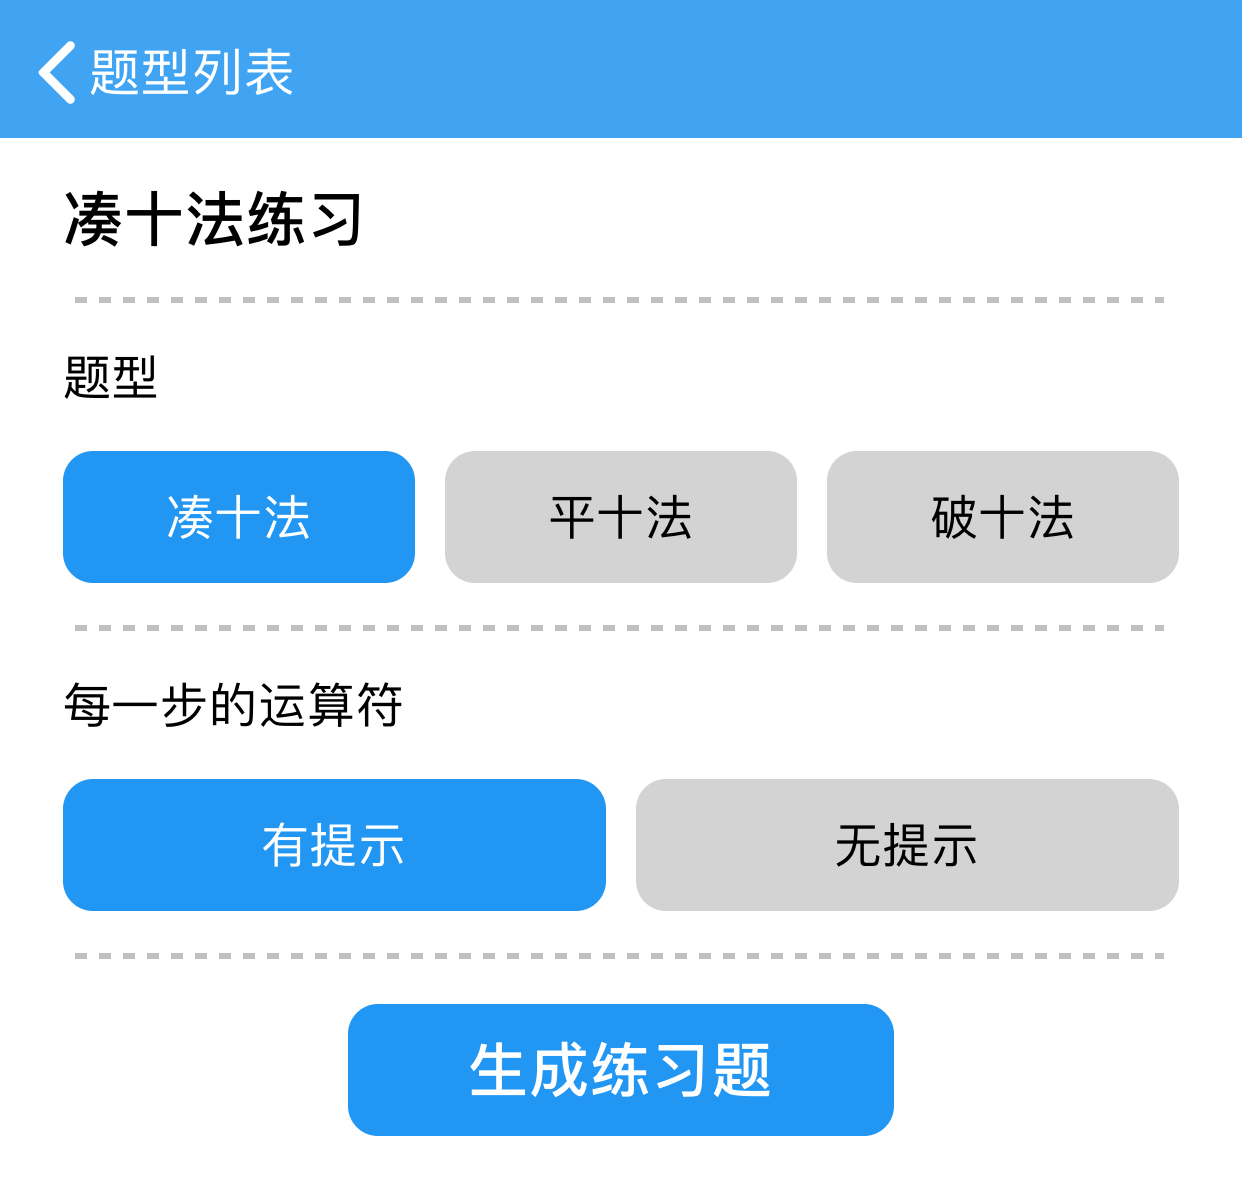 题型列表
凑十法练习
题型
凑十法 平十法 破十法
每一步的运算符
有提示 无提示
生成练习题